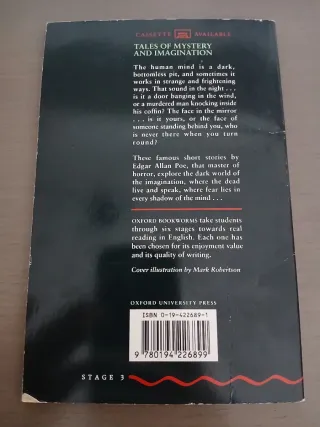 CASSETTE AVAILABLE
TALES OF MYSTERY
AND IMAGINATION
The human mind is a dark,
bottomless pit, and sometimes it
works in strange and frightening
ways. That sound in the night . . .
is it a door banging in the wind,
or a murdered man knocking inside
his coffin? The face in the mirror
. . . is it yours, or the face of
someone standing behind you, who
is never there when you turn
round?
These famous short stories by
Edgar Allan Poe, that master of
horror, explore the dark world of
the imagination, where the dead
live and speak, where fear lies in
every shadow of the mind . . .
OXFORD BOOKWORMS take students
through six stages towards real
reading in English. Each one has
been chosen for its enjoyment value
and its quality of writing.
Cover illustration by Mark Robertson
OXFORD UNIVERSITY PRESS
ISBN 0-19-422689-1
9 780194 226899
STAGE 3